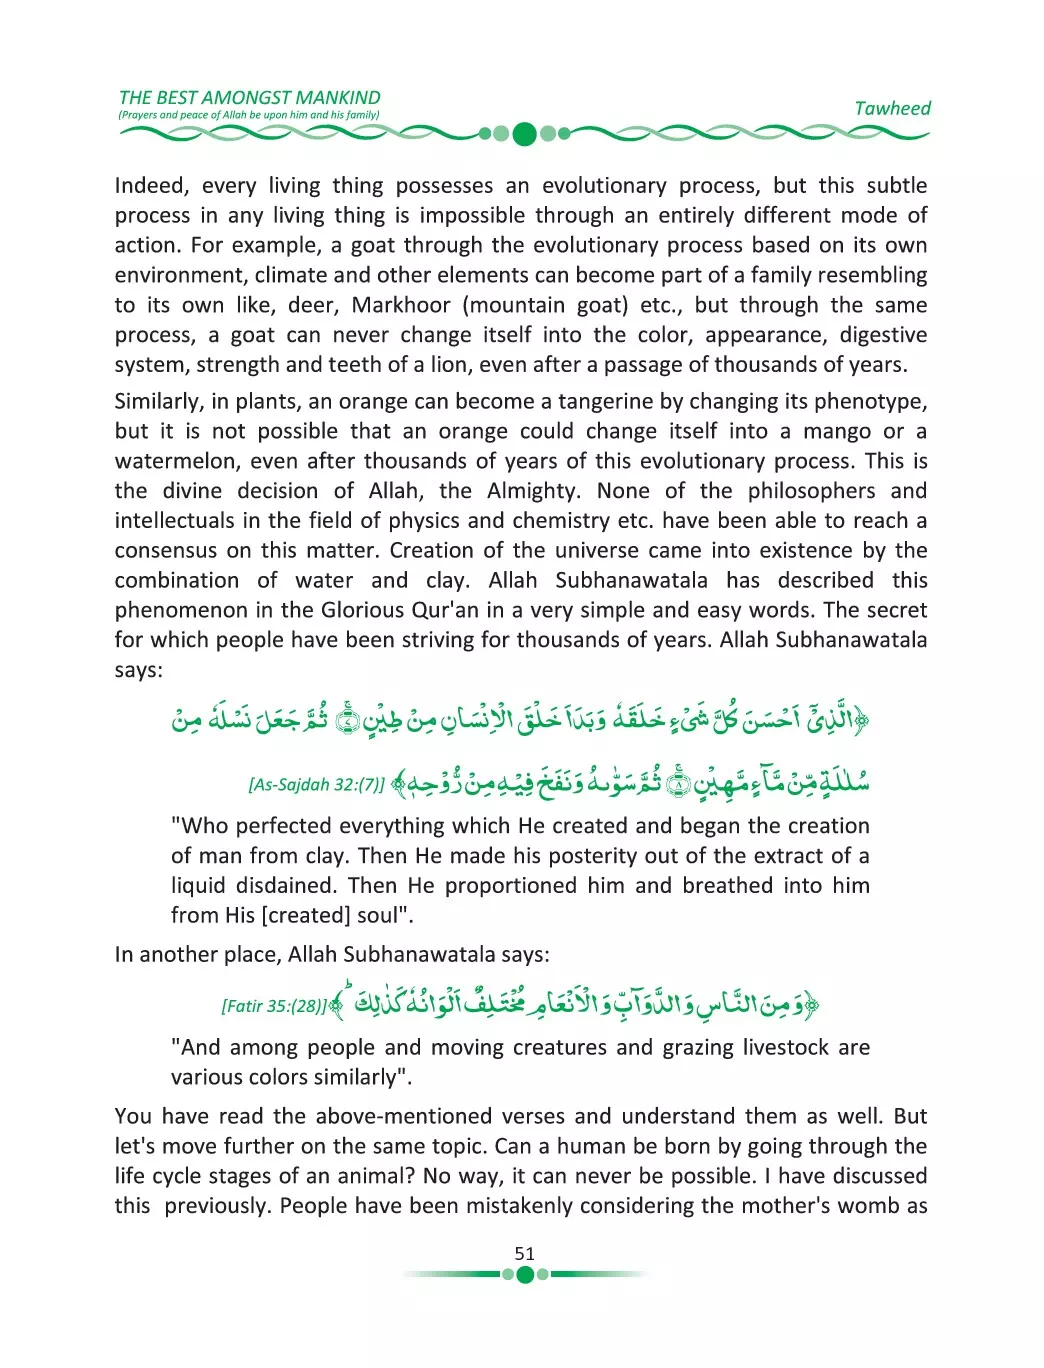 THE BEST AMONGST MANKIND
(Prayers and peace of Allah be upon him and his family)
Tawheed
Indeed, every living thing possesses an evolutionary process, but this subtle
process in any living thing is impossible through an entirely different mode of
action. For example, a goat through the evolutionary process based on its own
environment, climate and other elements can become part of a family resembling
to its own like, deer, Markhoor (mountain goat) etc., but through the same
process, a goat can never change itself into the color, appearance, digestive
system, strength and teeth of a lion, even after a passage of thousands of years.
Similarly, in plants, an orange can become a tangerine by changing its phenotype,
but it is not possible that an orange could change itself into a mango or a
watermelon, even after thousands of years of this evolutionary process. This is
the divine decision of Allah, the Almighty. None of the philosophers and
intellectuals in the field of physics and chemistry etc. have been able to reach a
consensus on this matter. Creation of the universe came into existence by the
combination of water and clay. Allah Subhanawatala has described this
phenomenon in the Glorious Qur'an in a very simple and easy words. The secret
for which people have been striving for thousands of years. Allah Subhanawatala
says:
﴿الَّذِیْۤ اَحْسَنَ كُلَّ شَیْءٍ خَلَقَهٗ وَ بَدَاَ خَلْقَ الْاِنْسَانِ مِنْ طِیْنٍۚ۝۷ ثُمَّ جَعَلَ نَسْلَهٗ مِنْ
سُلٰلَةٍ مِّنْ مَّآءٍ مَّهِیْنٍۚ۝۸ ثُمَّ سَوّٰىهُ وَ نَفَخَ فِیْهِ مِنْ رُّوْحِهٖ﴾ [As-Sajdah 32:(7)]
"Who perfected everything which He created and began the creation
of man from clay. Then He made his posterity out of the extract of a
liquid disdained. Then He proportioned him and breathed into him
from His [created] soul".
In another place, Allah Subhanawatala says:
﴿وَ مِنَ النَّاسِ وَ الدَّوَآبِّ وَ الْاَنْعَامِ مُخْتَلِفٌ اَلْوَانُهٗ كَذٰلِكَؕ﴾ [Fatir 35:(28)]
"And among people and moving creatures and grazing livestock are
various colors similarly".
You have read the above-mentioned verses and understand them as well. But
let's move further on the same topic. Can a human be born by going through the
life cycle stages of an animal? No way, it can never be possible. I have discussed
this previously. People have been mistakenly considering the mother's womb as
51